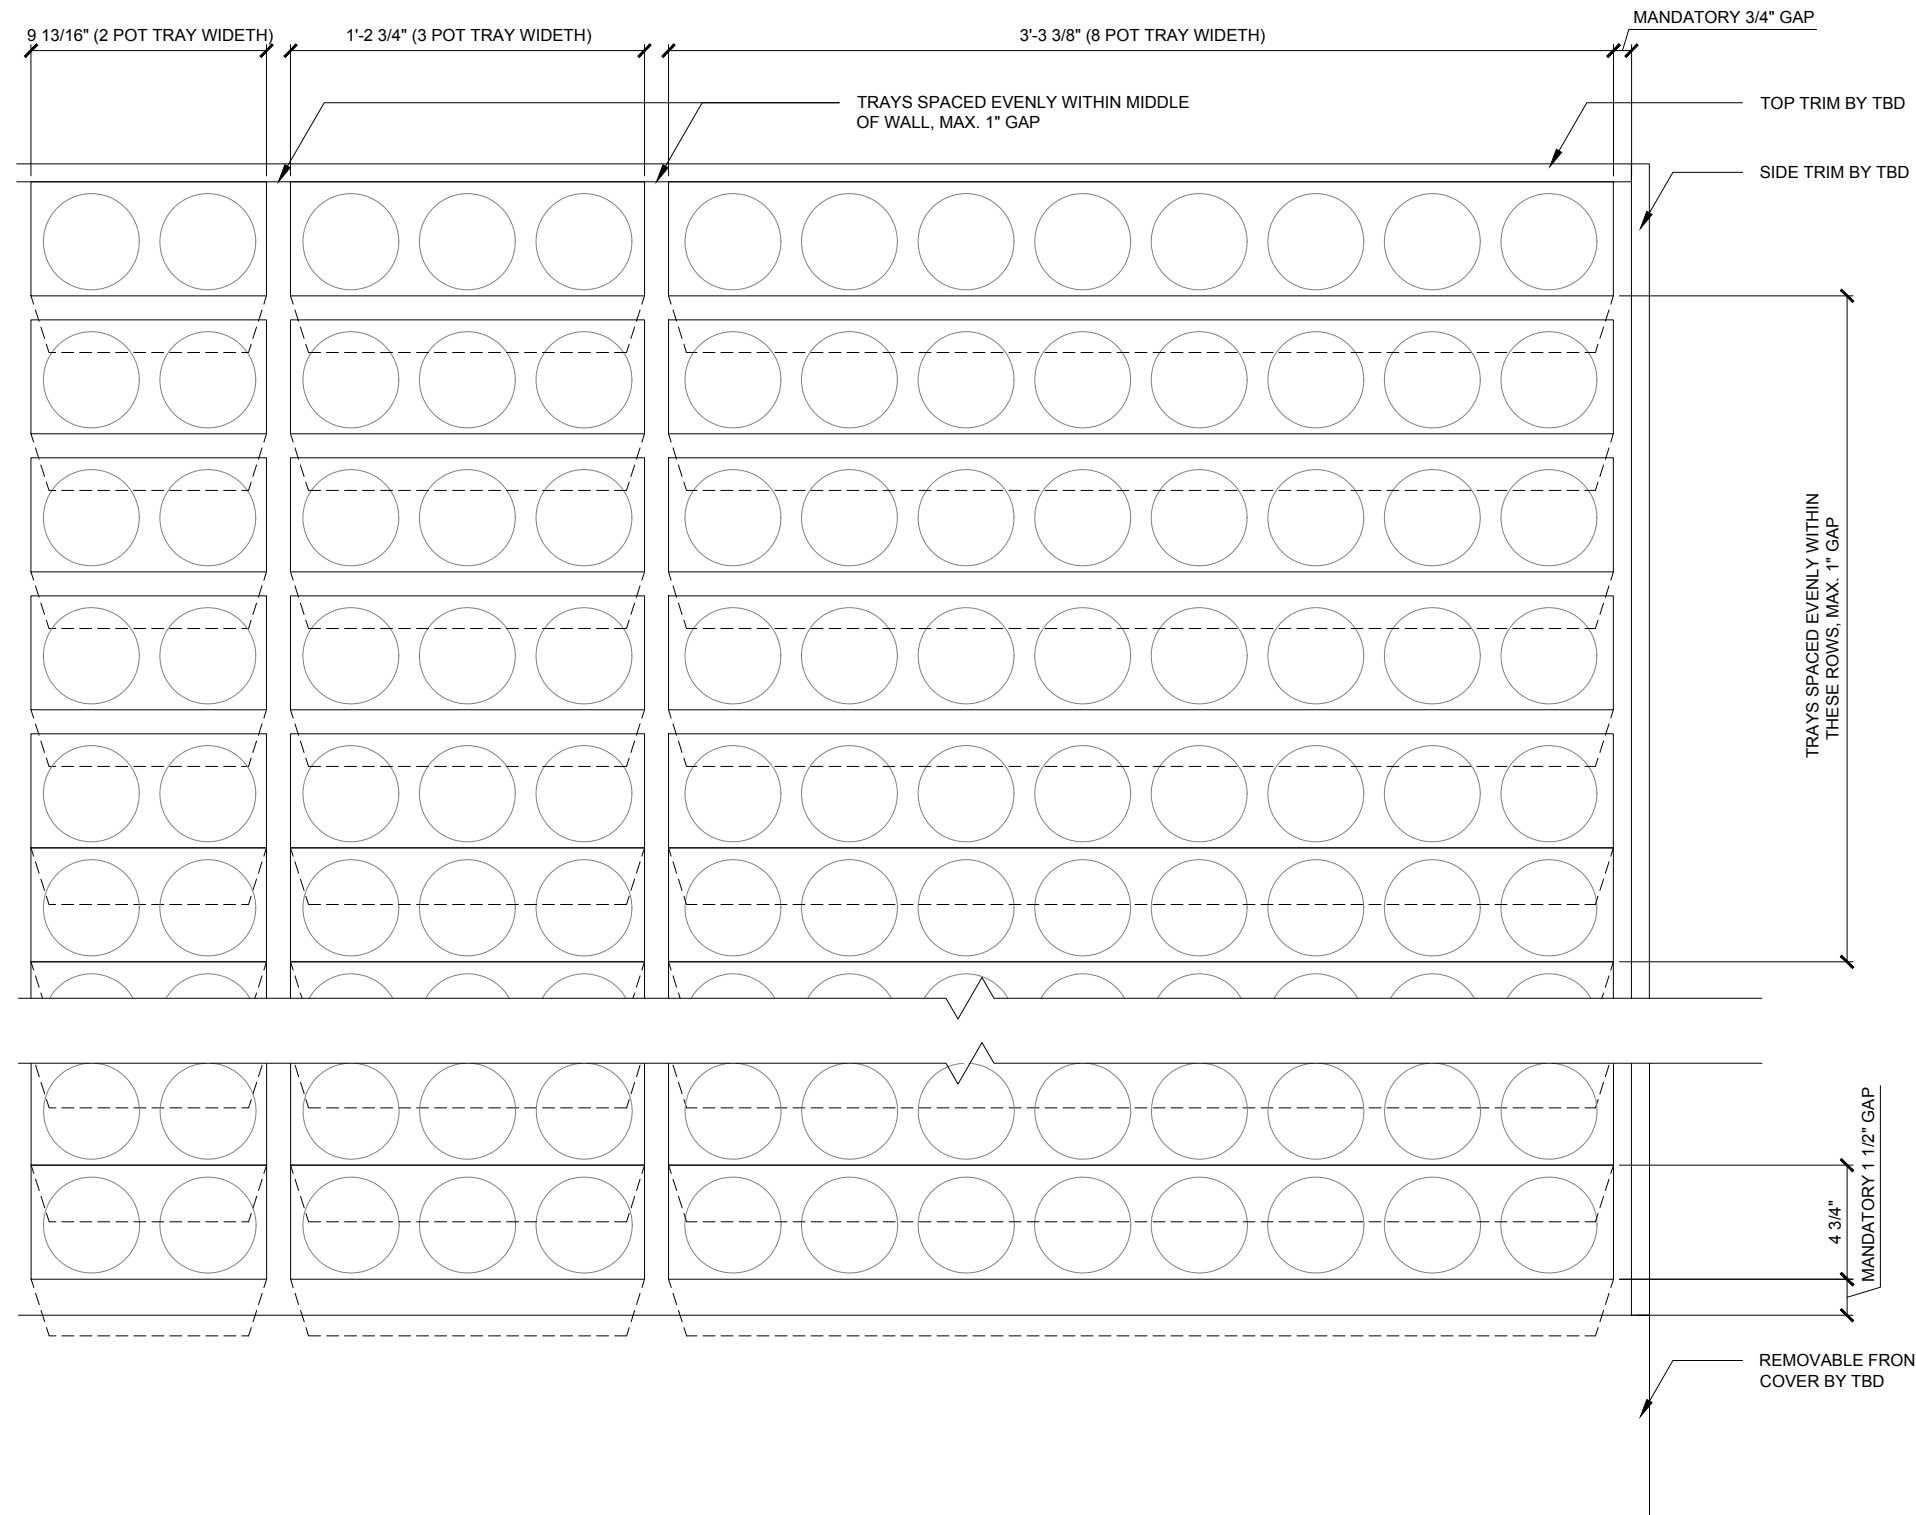 MANDATORY 3/4" GAP
9 13/16" (2 POT TRAY WIDETH)
1'-2 3/4" (3 POT TRAY WIDETH)
3'-3 3/8" (8 POT TRAY WIDETH)
TRAYS SPACED EVENLY WITHIN MIDDLE
OF WALL, MAX. 1" GAP
TOP TRIM BY TBD
SIDE TRIM BY TBD
TRAYS SPACED EVENLY WITHIN
THESE ROWS, MAX. 1" GAP
4 3/4"
MANDATORY 1 1/2" GAP
REMOVABLE FRON
COVER BY TBD